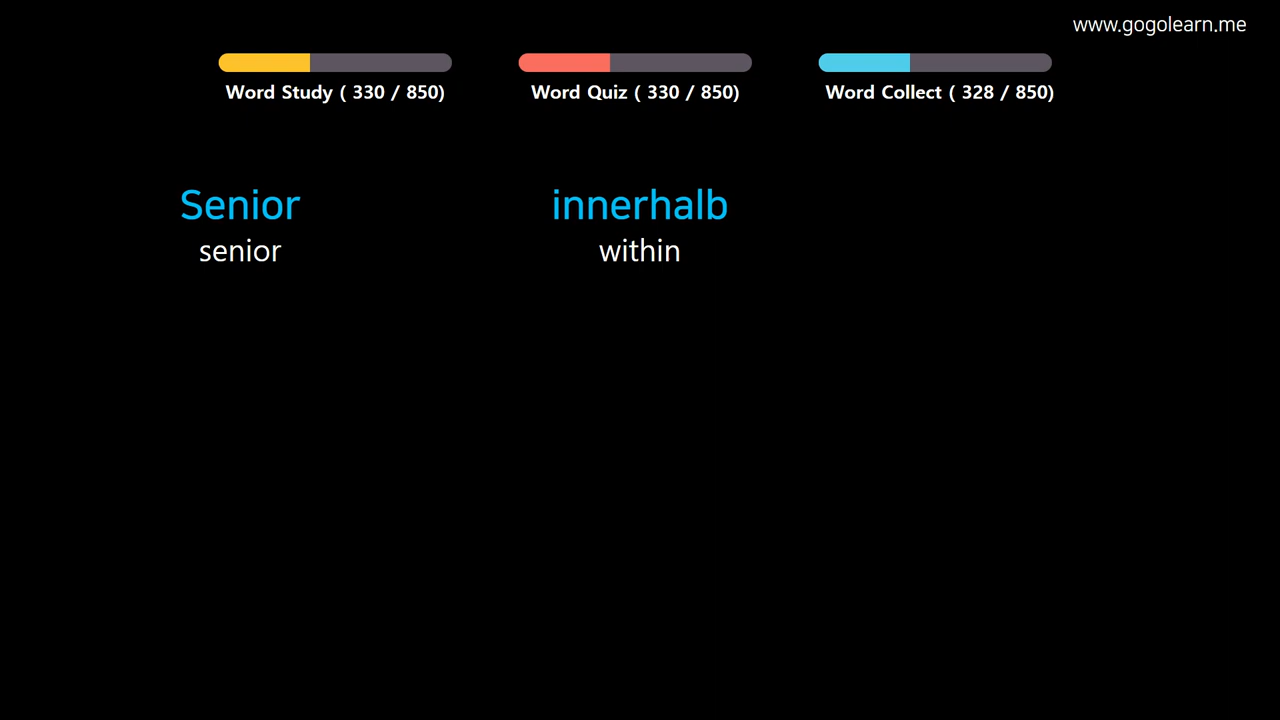 www.gogolearn.me
Word Study ( 330 / 850)
Word Quiz ( 330 / 850)
Word Collect ( 328 / 850)
Senior
senior
innerhalb
within